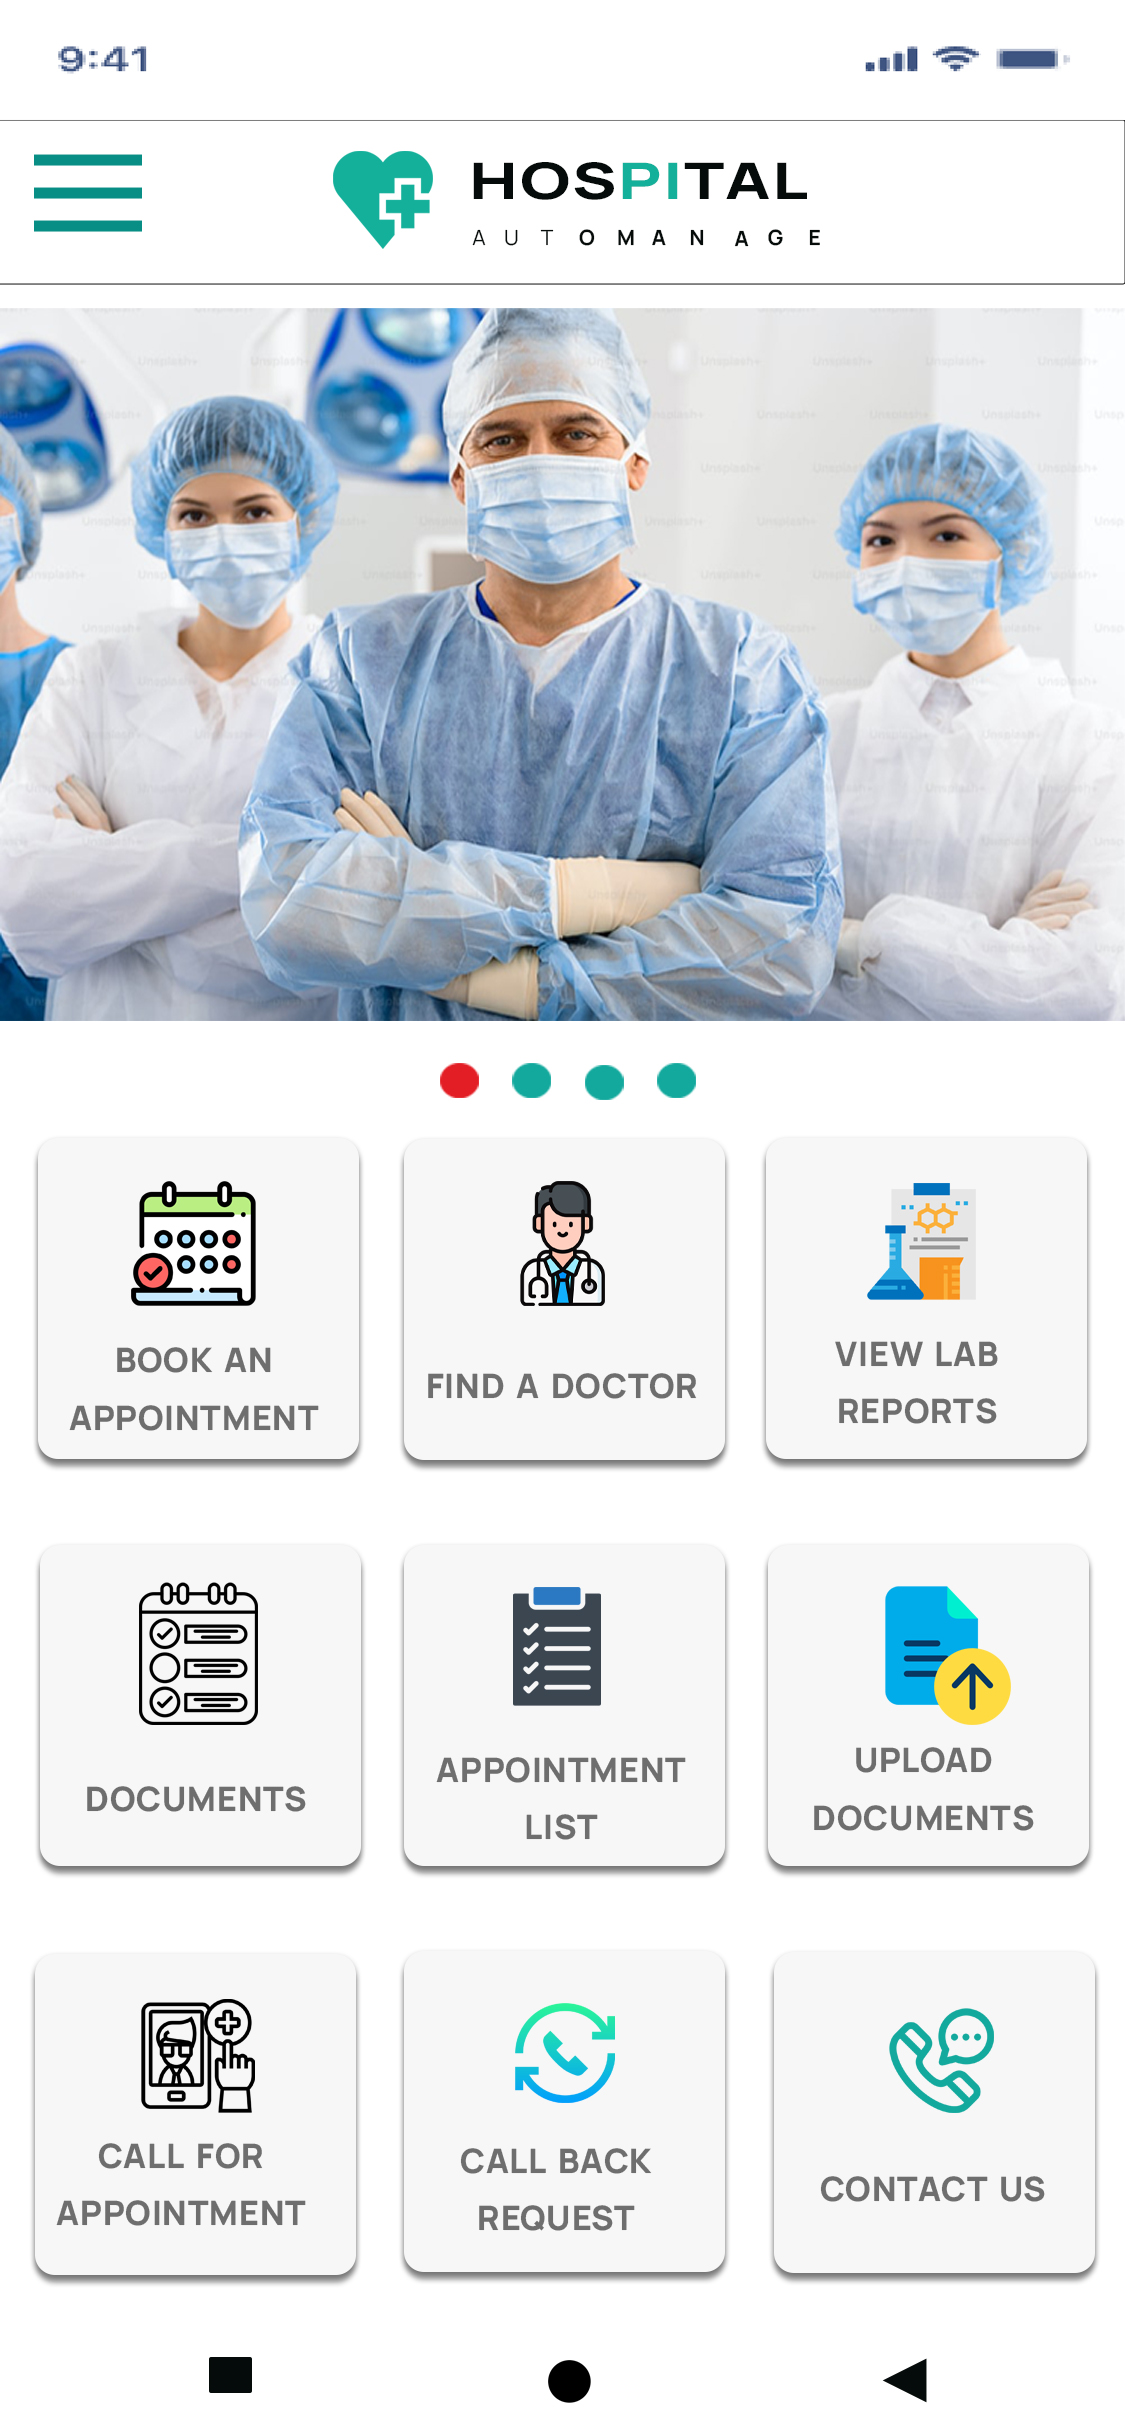 9:41
HOSPITAL
AUTOMANAGE
Unsplash+
BOOK AN
APPOINTMENT
FIND A DOCTOR
VIEW LAB
REPORTS
DOCUMENTS
APPOINTMENT
LIST
UPLOAD
DOCUMENTS
CALL FOR
APPOINTMENT
CALL BACK
REQUEST
CONTACT US